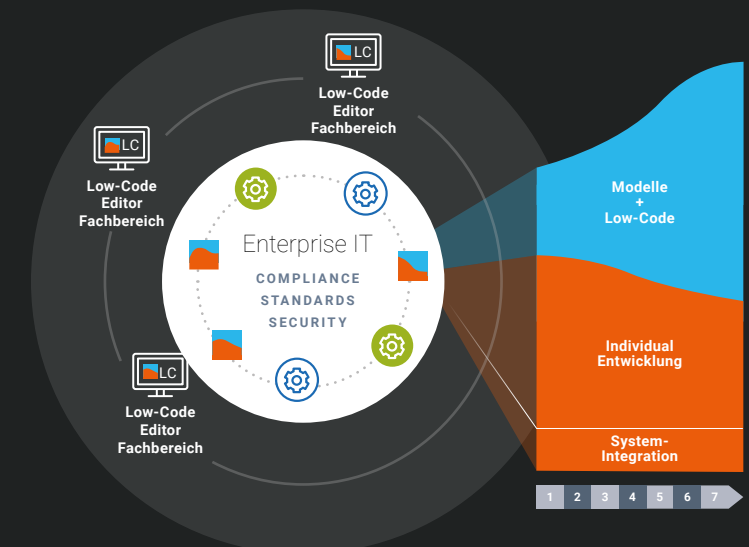 LC
Low-Code
Editor
Fachbereich
LC
Low-Code
Editor
Fachbereich
Enterprise IT
COMPLIANCE
STANDARDS
SECURITY
LC
Low-Code
Editor
Fachbereich
Modelle
+
Low-Code
Individual
Entwicklung
System-
Integration
1 2 3 4 5 6 7